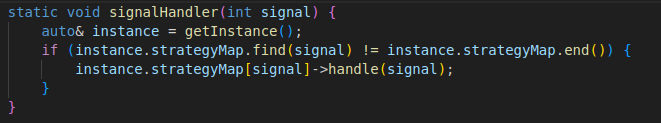 static void signalHandler(int signal) {
    auto& instance = getInstance();
    if (instance.strategyMap.find(signal) != instance.strategyMap.end()) {
        instance.strategyMap[signal]->handle(signal);
    }
}